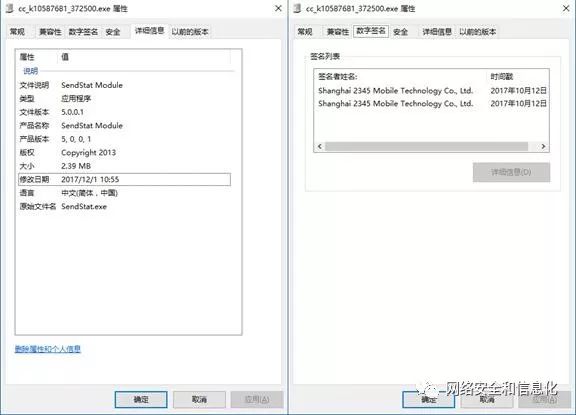 cc_k10587681_372500.exe 属性
常规 兼容性 数字签名 安全 详细信息 以前的版本
属性 值
说明
文件说明 SendStat Module
类型 应用程序
文件版本 5.0.0.1
产品名称 SendStat Module
产品版本 5, 0, 0, 1
版权 Copyright 2013
大小 2.39 MB
修改日期 2017/12/1 10:55
语言 中文(简体，中国)
原始文件名 SendStat.exe
删除属性和个人信息
确定 取消 应用(A)
cc_k10587681_372500.exe 属性
常规 兼容性 数字签名 安全 详细信息 以前的版本
签名列表
签名者姓名: 时间戳
Shanghai 2345 Mobile Technology Co., Ltd. 2017年10月12日
Shanghai 2345 Mobile Technology Co., Ltd. 2017年10月12日
详细信息(D)
确定 取消 应用(A)
网络安全和信息化